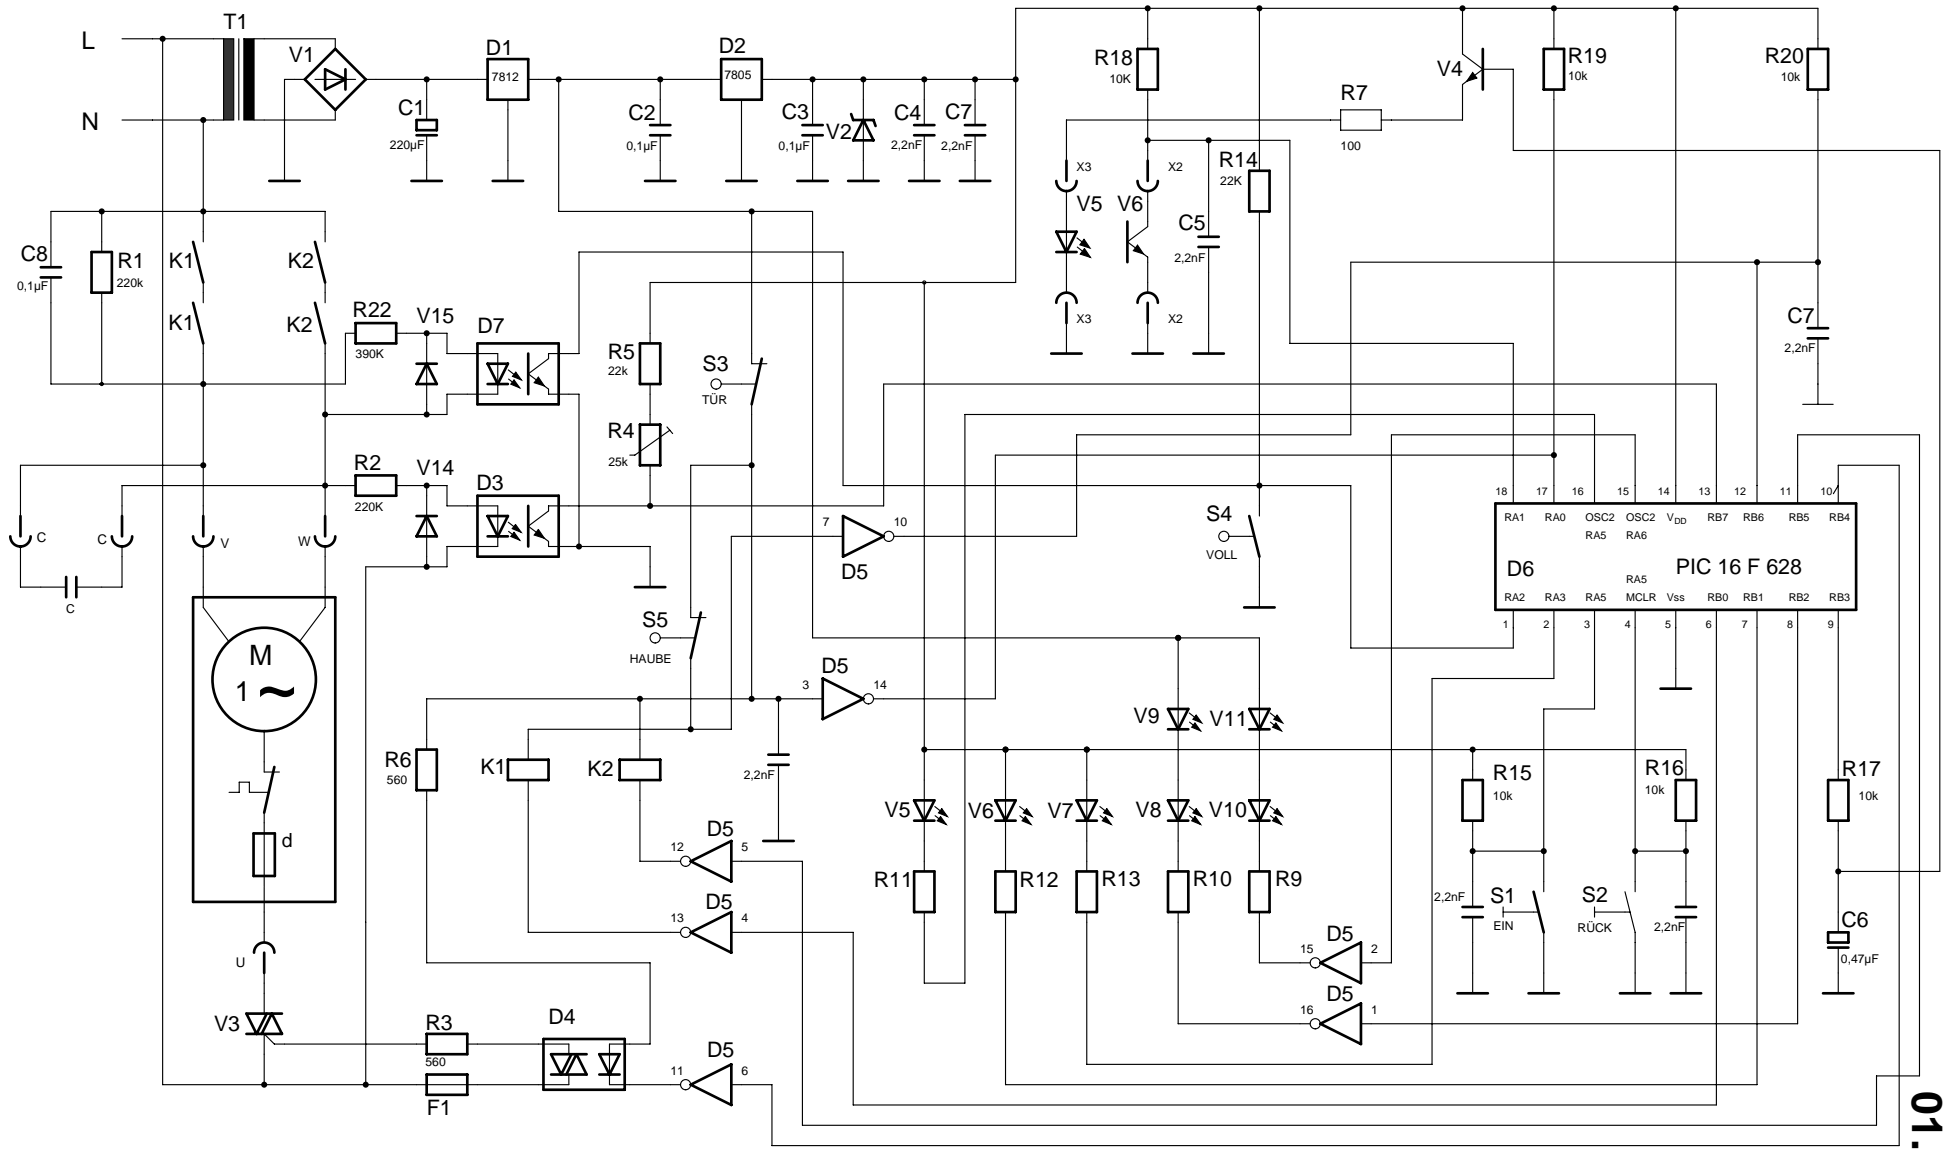 T1
L
N
V1
D1
7812
D2
7805
C1
220µF
C2
0,1µF
C3
0,1µF
V2
C4
2,2nF
C7
2,2nF
R18
10K
R7
100
V4
R19
10k
R20
10k
X3
X2
R14
22K
V5
V6
C5
2,2nF
X3
X2
C7
2,2nF
C8
0,1µF
R1
220k
K1
K2
K1
K2
R22
390K
V15
D7
R5
22k
S3
TÜR
R4
25k
R2
220K
V14
D3
C
C
V
W
C
7
10
D5
S4
VOLL
18
17
16
15
14
13
12
11
10
RA1
RA0
OSC2
OSC2
VDD
RB7
RB6
RB5
RB4
RA5
RA6
D6
PIC 16 F 628
RA5
RA2
RA3
RA5
MCLR
Vss
RB0
RB1
RB2
RB3
1
2
3
4
5
6
7
8
9
M
1 ~
S5
HAUBE
D5
3
14
V9
V11
R6
560
K1
K2
2,2nF
R15
10k
R16
10k
R17
10k
V5
V6
V7
V8
V10
d
D5
12
5
R11
R12
R13
R10
R9
2,2nF
S1
EIN
S2
RÜCK
2,2nF
C6
0,47µF
D5
13
4
D5
15
2
U
D5
16
1
V3
R3
560
D4
F1
D5
11
6
01.